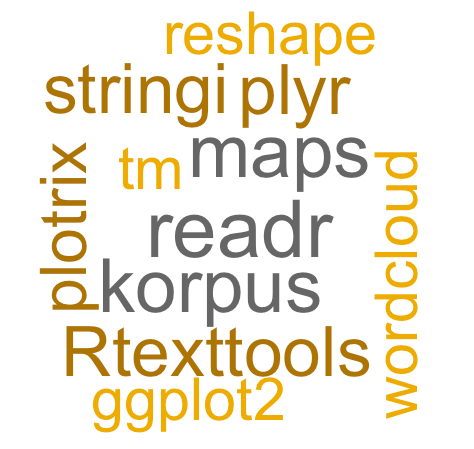 reshape
stringi plyr
maps
tm
plotrix
wordcloud
readr
korpus
Rtexttools
ggplot2